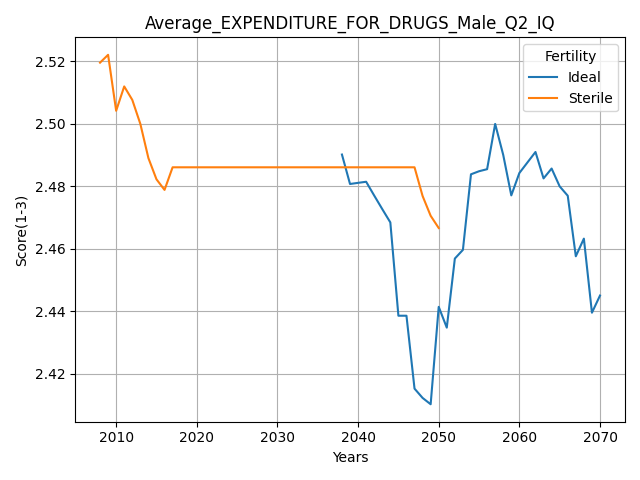 Average_EXPENDITURE_FOR_DRUGS_Male_Q2_IQ
Fertility
Ideal
Sterile
Score(1-3)
2.52
2.50
2.48
2.46
2.44
2.42
2010 2020 2030 2040 2050 2060 2070
Years